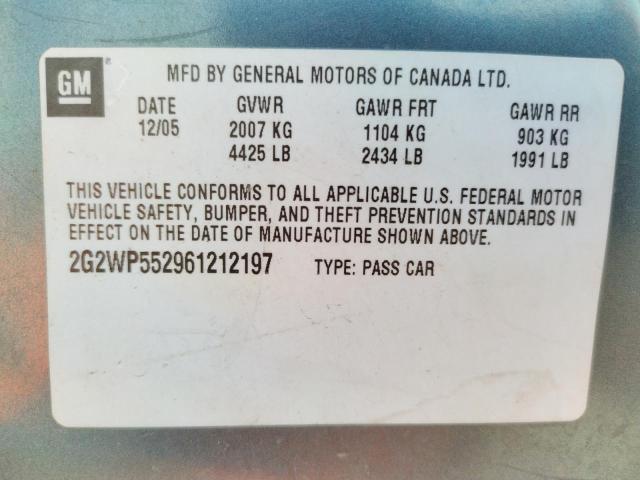 GM
MFD BY GENERAL MOTORS OF CANADA LTD.
DATE GVWR GAWR FRT GAWR RR
12/05 2007 KG 1104 KG 903 KG
4425 LB 2434 LB 1991 LB
THIS VEHICLE CONFORMS TO ALL APPLICABLE U.S. FEDERAL MOTOR
VEHICLE SAFETY, BUMPER, AND THEFT PREVENTION STANDARDS IN
EFFECT ON THE DATE OF MANUFACTURE SHOWN ABOVE.
2G2WP552961212197 TYPE: PASS CAR